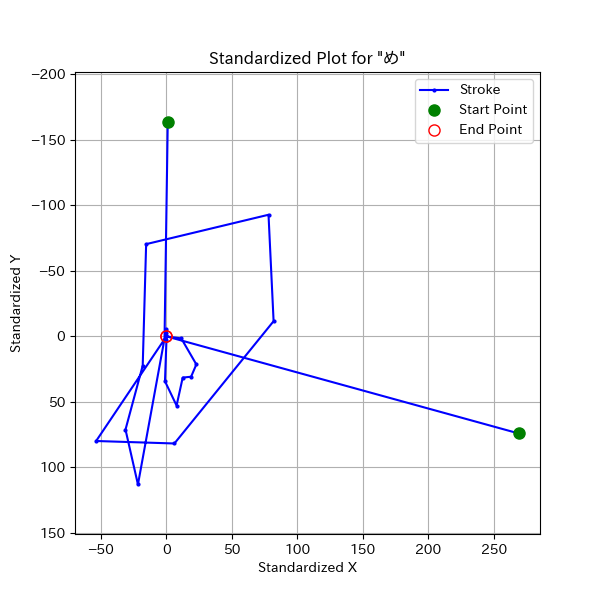 Standardized Plot for "め"
Stroke
Start Point
End Point
−200
−150
−100
−50
0
50
100
150
Standardized Y
−50
0
50
100
150
200
250
Standardized X